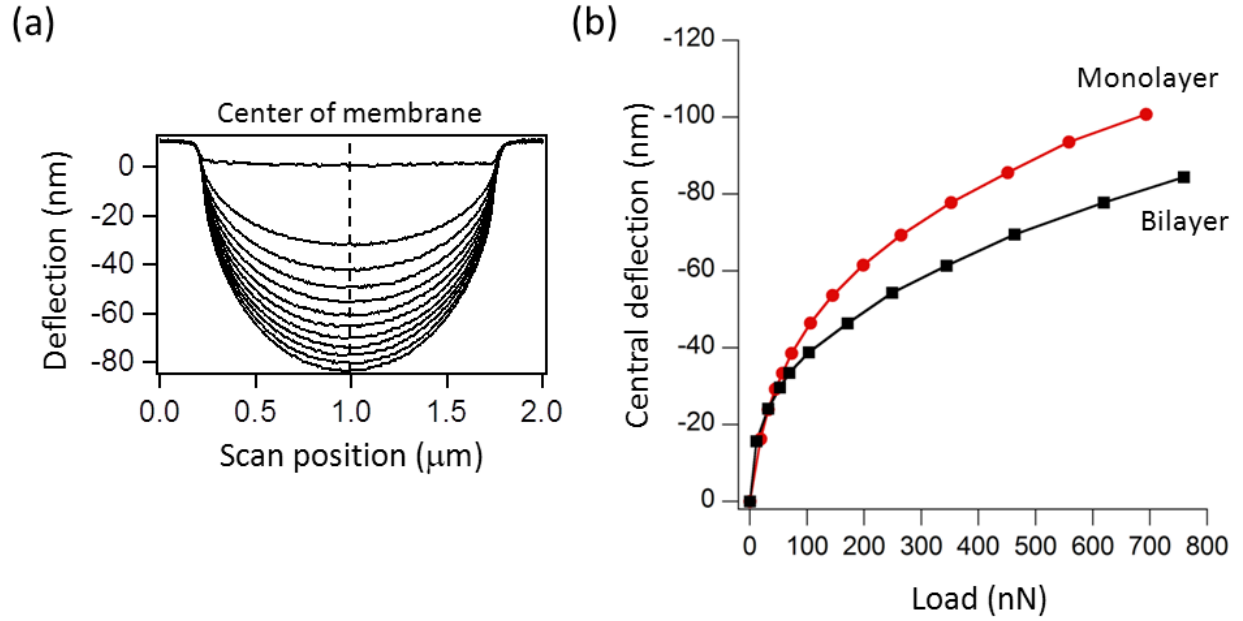 (a)
Center of membrane
Deflection (nm)
0
-20
-40
-60
-80
0.0 0.5 1.0 1.5 2.0
Scan position (μm)
(b)
Central deflection (nm)
-120
-100
-80
-60
-40
-20
0
Monolayer
Bilayer
0 100 200 300 400 500 600 700 800
Load (nN)